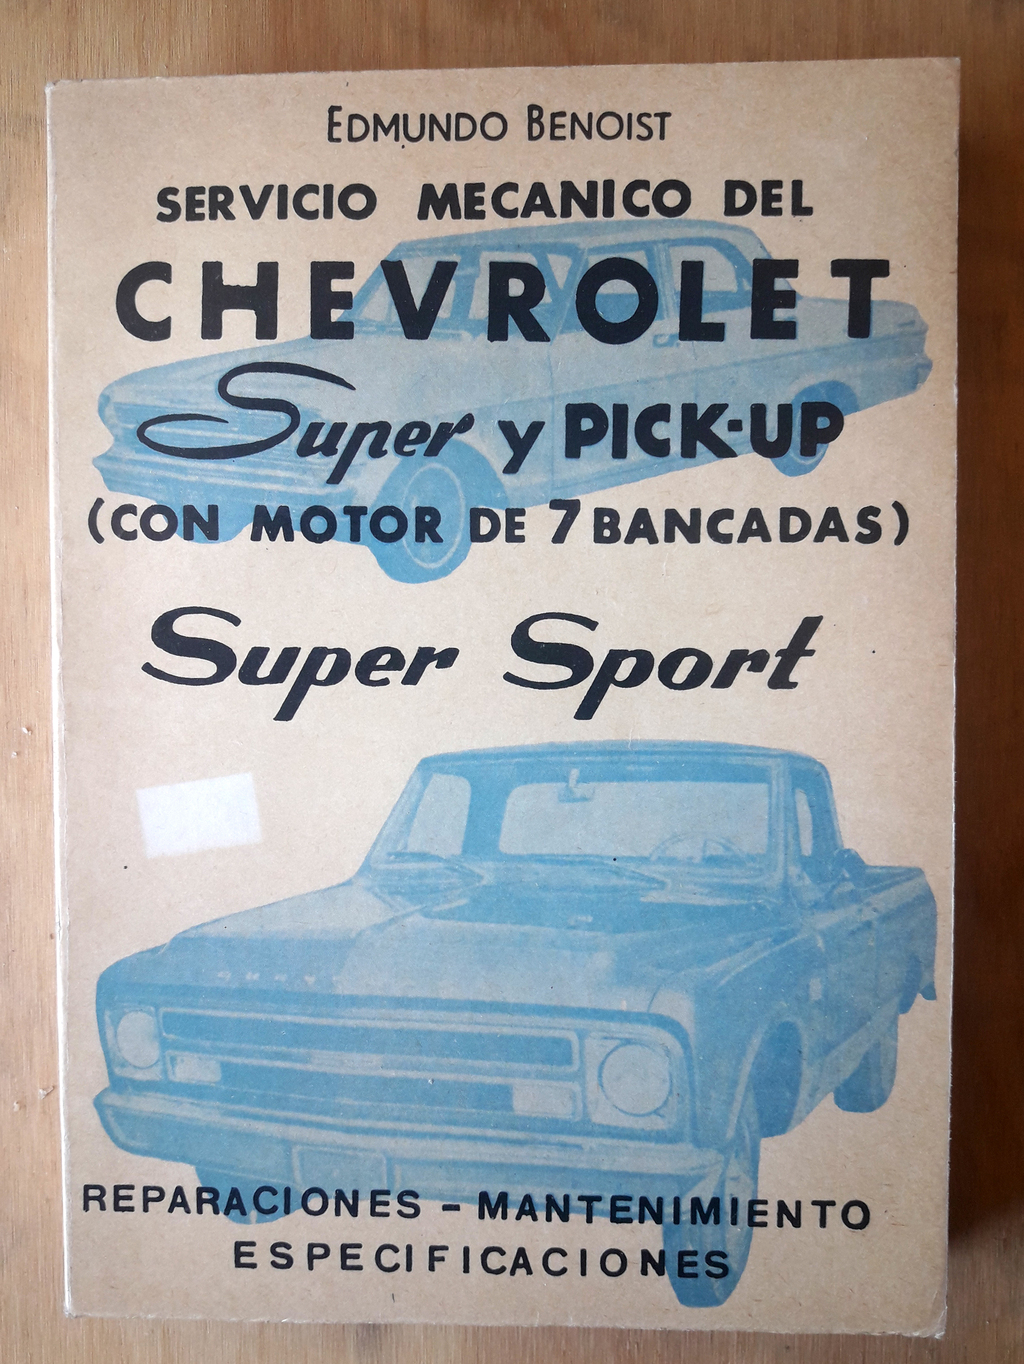 EDMUNDO BENOIST
SERVICIO MECANICO DEL
CHEVROLET
Super y PICK-UP
(CON MOTOR DE 7 BANCADAS)
Super Sport
REPARACIONES - MANTENIMIENTO
ESPECIFICACIONES